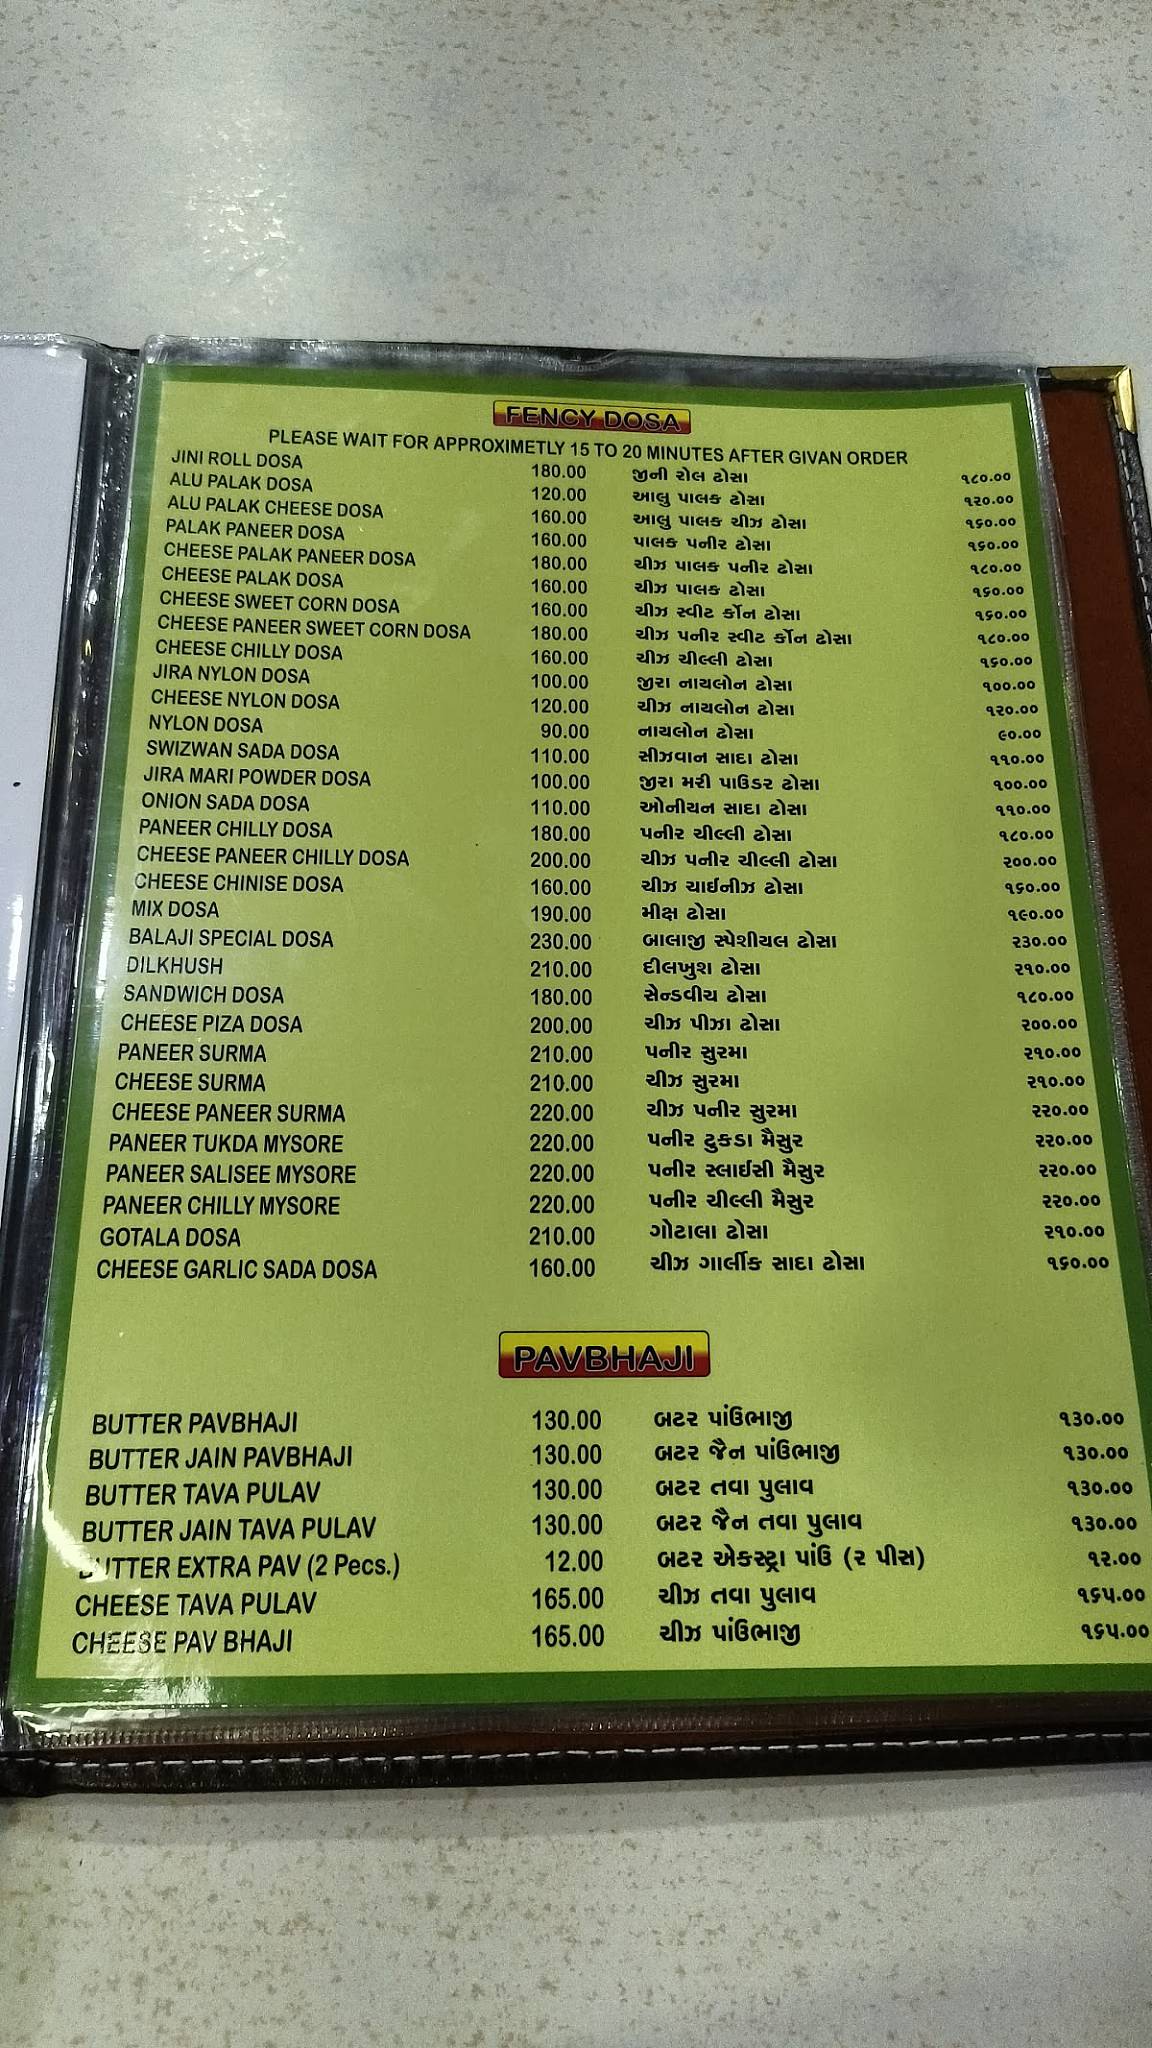 FENCY DOSA
PLEASE WAIT FOR APPROXIMETLY 15 TO 20 MINUTES AFTER GIVAN ORDER
JINI ROLL DOSA 180.00 જીની રોલ ઢોસા ૧૮૦.૦૦
ALU PALAK DOSA 120.00 આલુ પાલક ઢોસા ૧૨૦.૦૦
ALU PALAK CHEESE DOSA 160.00 આલુ પાલક ચીઝ ઢોસા ૧૬૦.૦૦
PALAK PANEER DOSA 160.00 પાલક પનીર ઢોસા ૧૬૦.૦૦
CHEESE PALAK PANEER DOSA 180.00 ચીઝ પાલક પનીર ઢોસા ૧૮૦.૦૦
CHEESE PALAK DOSA 160.00 ચીઝ પાલક ઢોસા ૧૬૦.૦૦
CHEESE SWEET CORN DOSA 160.00 ચીઝ સ્વીટ કોર્ન ઢોસા ૧૬૦.૦૦
CHEESE PANEER SWEET CORN DOSA 180.00 ચીઝ પનીર સ્વીટ કોર્ન ઢોસા ૧૮૦.૦૦
CHEESE CHILLY DOSA 160.00 ચીઝ ચીલ્લી ઢોસા ૧૬૦.૦૦
JIRA NYLON DOSA 100.00 જીરા નાયલોન ઢોસા ૧૦૦.૦૦
CHEESE NYLON DOSA 120.00 ચીઝ નાયલોન ઢોસા ૧૨૦.૦૦
NYLON DOSA 90.00 નાયલોન ઢોસા ૯૦.૦૦
SWIZWAN SADA DOSA 110.00 સીઝવાન સાદા ઢોસા ૧૧૦.૦૦
JIRA MARI POWDER DOSA 100.00 જીરા મરી પાઉડર ઢોસા ૧૦૦.૦૦
ONION SADA DOSA 110.00 ઓનીયન સાદા ઢોસા ૧૧૦.૦૦
PANEER CHILLY DOSA 180.00 પનીર ચીલ્લી ઢોસા ૧૮૦.૦૦
CHEESE PANEER CHILLY DOSA 200.00 ચીઝ પનીર ચીલ્લી ઢોસા ૨૦૦.૦૦
CHEESE CHINISE DOSA 160.00 ચીઝ ચાઈનીઝ ઢોસા ૧૬૦.૦૦
MIX DOSA 190.00 મીક્ષ ઢોસા ૧૯૦.૦૦
BALAJI SPECIAL DOSA 230.00 બાલાજી સ્પેશીયલ ઢોસા ૨૩૦.૦૦
DILKHUSH 210.00 દીલખુશ ઢોસા ૨૧૦.૦૦
SANDWICH DOSA 180.00 સેન્ડવીચ ઢોસા ૧૮૦.૦૦
CHEESE PIZA DOSA 200.00 ચીઝ પીઝા ઢોસા ૨૦૦.૦૦
PANEER SURMA 210.00 પનીર સુરમા ૨૧૦.૦૦
CHEESE SURMA 210.00 ચીઝ સુરમા ૨૧૦.૦૦
CHEESE PANEER SURMA 220.00 ચીઝ પનીર સુરમા ૨૨૦.૦૦
PANEER TUKDA MYSORE 220.00 પનીર ટુકડા મૈસુર ૨૨૦.૦૦
PANEER SALISEE MYSORE 220.00 પનીર સ્લાઈસી મૈસુર ૨૨૦.૦૦
PANEER CHILLY MYSORE 220.00 પનીર ચીલ્લી મૈસુર ૨૨૦.૦૦
GOTALA DOSA 210.00 ગોટાલા ઢોસા ૨૧૦.૦૦
CHEESE GARLIC SADA DOSA 160.00 ચીઝ ગાર્લીક સાદા ઢોસા ૧૬૦.૦૦
PAVBHAJI
BUTTER PAVBHAJI 130.00 બટર પાંઉભાજી ૧૩૦.૦૦
BUTTER JAIN PAVBHAJI 130.00 બટર જૈન પાંઉભાજી ૧૩૦.૦૦
BUTTER TAVA PULAV 130.00 બટર તવા પુલાવ ૧૩૦.૦૦
BUTTER JAIN TAVA PULAV 130.00 બટર જૈન તવા પુલાવ ૧૩૦.૦૦
BUTTER EXTRA PAV (2 Pecs.) 12.00 બટર એકસ્ટ્રા પાંઉ (૨ પીસ) ૧૨.૦૦
CHEESE TAVA PULAV 165.00 ચીઝ તવા પુલાવ ૧૬૫.૦૦
CHEESE PAV BHAJI 165.00 ચીઝ પાંઉભાજી ૧૬૫.૦૦